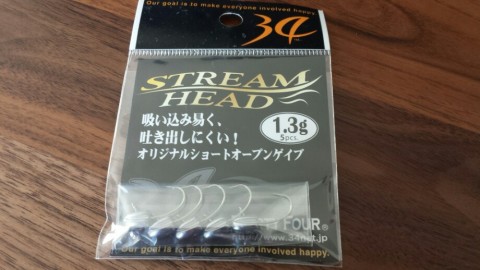 Our goal is to make everyone involved happy.
34
STREAM
HEAD
吸い込み易く、
吐き出しにくい！
1.3g
5pcs.
オリジナルショートオープンゲイプ
FOUR®
http://www.34net.jp
Our goal is to make everyone involved happy.